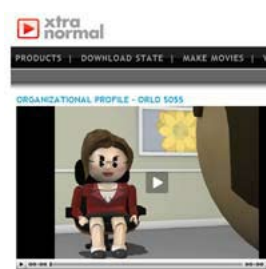 xtra
normal
PRODUCTS | DOWNLOAD STATE | MAKE MOVIES |
ORGANIZATIONAL PROFILE - ORLD 5055